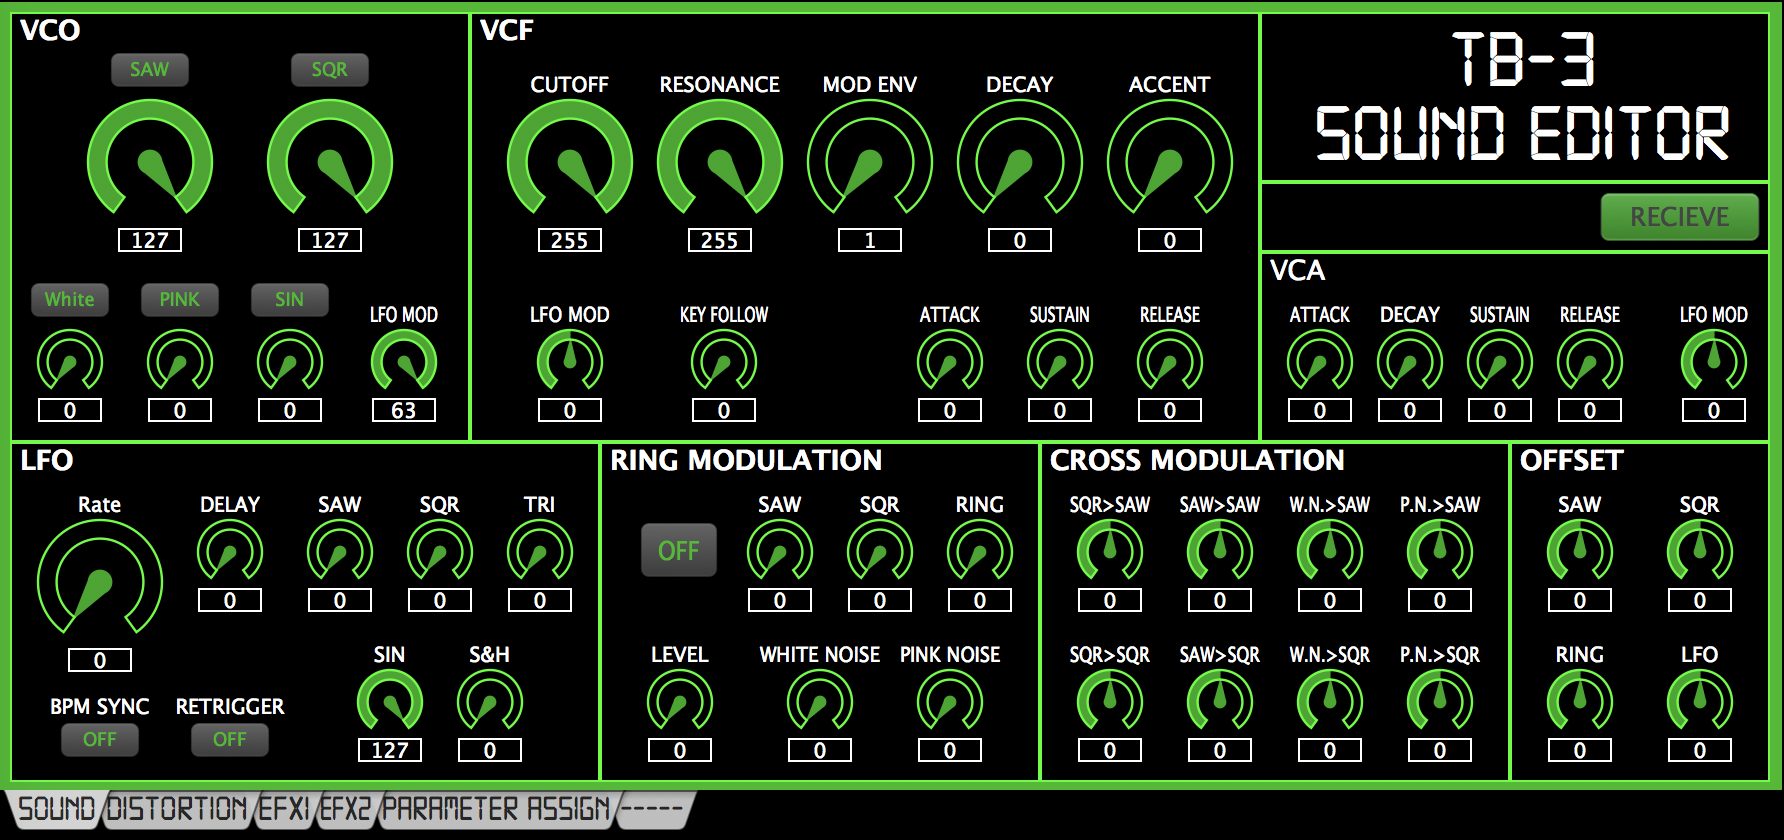 VCO
SAW SQR
127 127
White PINK SIN LFO MOD
0 0 0 63
VCF
CUTOFF RESONANCE MOD ENV DECAY ACCENT
255 255 1 0 0
LFO MOD KEY FOLLOW ATTACK SUSTAIN RELEASE
0 0 0 0 0
TB-3
SOUND EDITOR
RECIEVE
VCA
ATTACK DECAY SUSTAIN RELEASE LFO MOD
0 0 0 0 0
LFO
Rate DELAY SAW SQR TRI
0 0 0 0
0
SIN S&H
BPM SYNC RETRIGGER
OFF OFF
127 0
RING MODULATION
OFF SAW SQR RING
0 0 0
LEVEL WHITE NOISE PINK NOISE
0 0 0
CROSS MODULATION
SQR>SAW SAW>SAW W.N.>SAW P.N.>SAW
0 0 0 0
SQR>SQR SAW>SQR W.N.>SQR P.N.>SQR
0 0 0 0
OFFSET
SAW SQR
0 0
RING LFO
0 0
SOUND DISTORTION EFX1 EFX2 PARAMETER ASSIGN -----